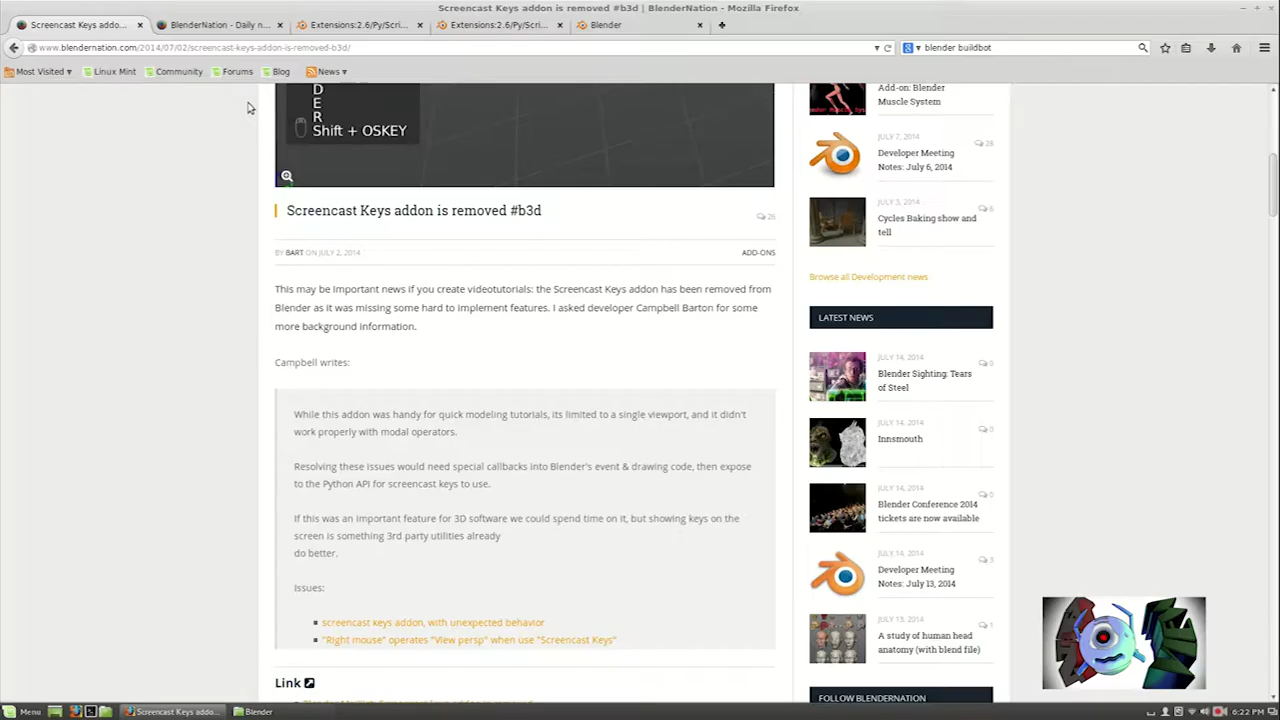 Screencast Keys addon is removed #b3d | BlenderNation - Mozilla Firefox
Screencast Keys addo...
BlenderNation - Daily n...
Extensions:2.6/Py/Scri...
Extensions:2.6/Py/Scri...
Blender
www.blendernation.com/2014/07/02/screencast-keys-addon-is-removed-b3d/
blender buildbot
Most Visited
Linux Mint
Community
Forums
Blog
News
D
E
R
Shift + OSKEY
Screencast Keys addon is removed #b3d
26
BY BART ON JULY 2, 2014
ADD-ONS
This may be important news if you create videotutorials: the Screencast Keys addon has been removed from
Blender as it was missing some hard to implement features. I asked developer Campbell Barton for some
more background information.
Campbell writes:
While this addon was handy for quick modeling tutorials, its limited to a single viewport, and it didn't
work properly with modal operators.
Resolving these issues would need special callbacks into Blender's event & drawing code, then expose
to the Python API for screencast keys to use.
If this was an important feature for 3D software we could spend time on it, but showing keys on the
screen is something 3rd party utilities already
do better.
Issues:
screencast keys addon, with unexpected behavior
"Right mouse" operates "View persp" when use "Screencast Keys"
Link
Add-on: Blender
Muscle System
JULY 7, 2014
28
Developer Meeting
Notes: July 6, 2014
JULY 3, 2014
6
Cycles Baking show and
tell
Browse all Development news
LATEST NEWS
JULY 14, 2014
0
Blender Sighting: Tears
of Steel
JULY 14, 2014
0
Innsmouth
JULY 14, 2014
0
Blender Conference 2014
tickets are now available
JULY 14, 2014
3
Developer Meeting
Notes: July 13, 2014
JULY 13, 2014
1
A study of human head
anatomy (with blend file)
FOLLOW BLENDERNATION
Menu
Screencast Keys addo...
Blender
6:22 PM